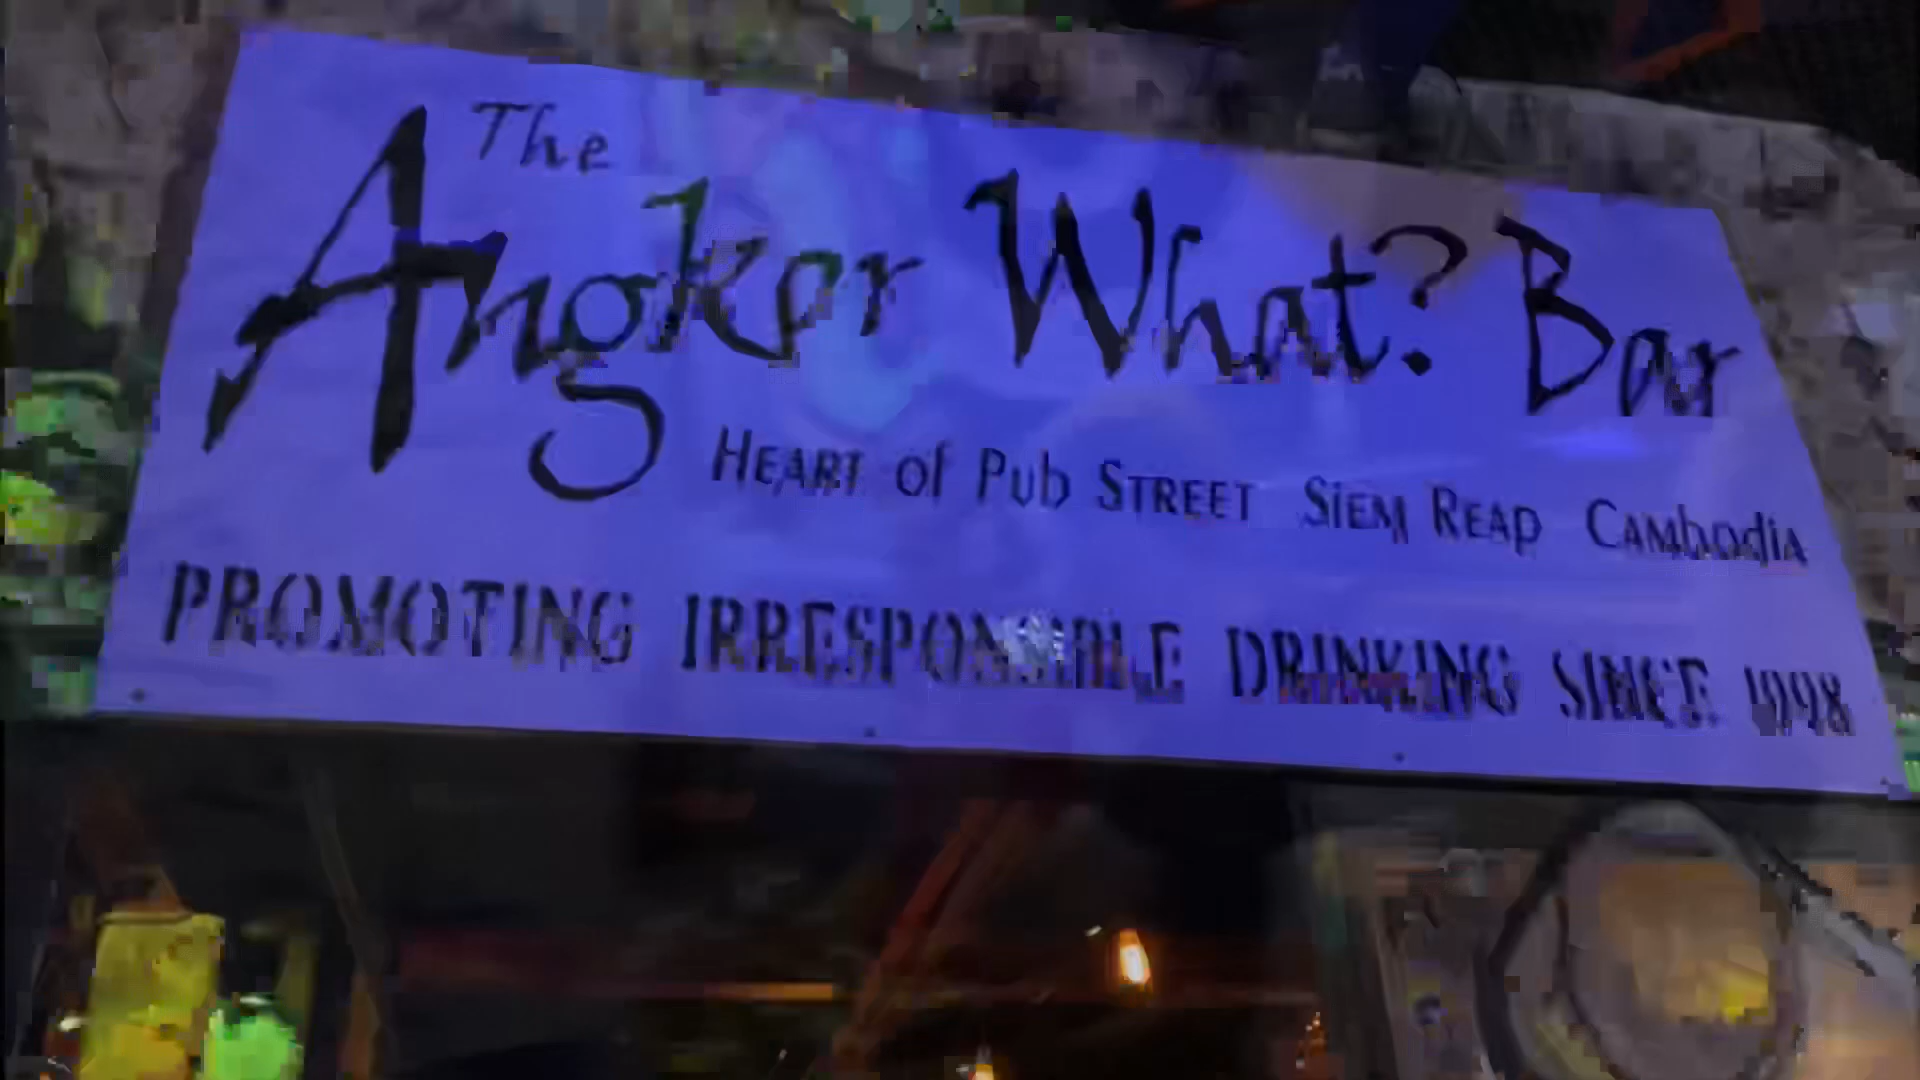 The
Angkor What? Bar
HEART of Pub STREET SiEM REAP CAMbodiA
PROMOTING IRRESPONSIBLE DRINKING SINCE 1998